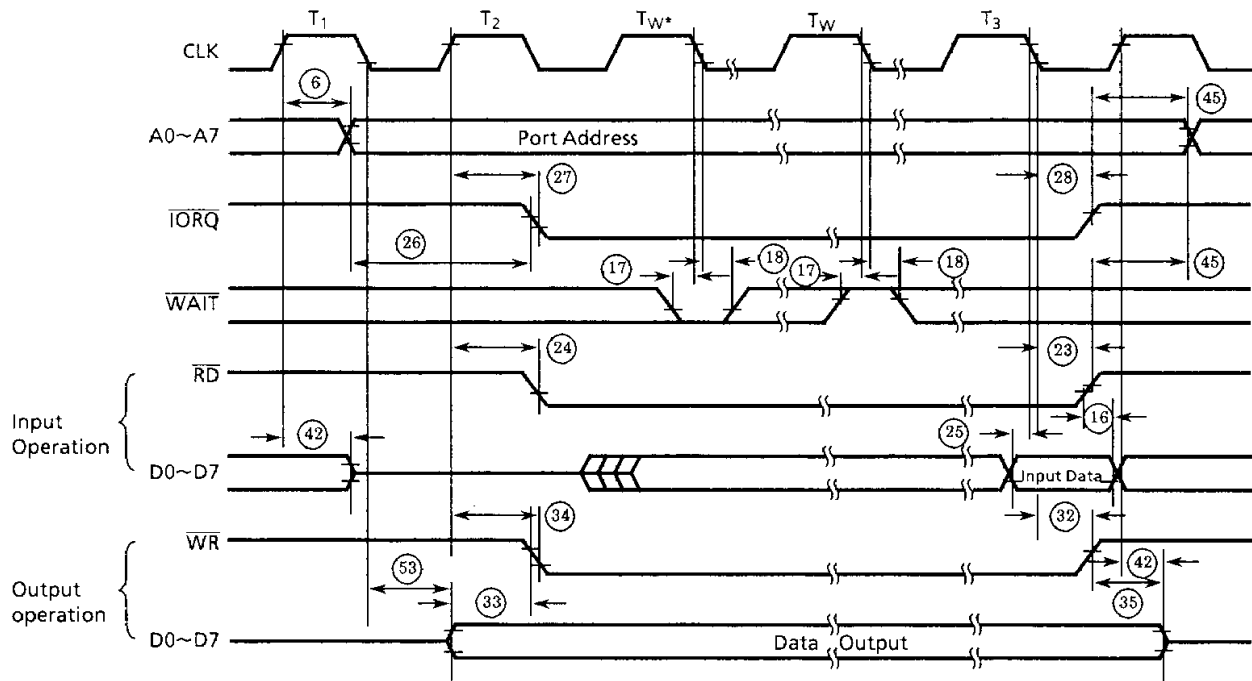 T1 T2 TW* TW T3
CLK
6 45
A0~A7 Port Address
27 28
IORQ
26 17 18 17 18 45
WAIT
24 23
RD
Input
Operation
42 25 16
D0~D7 Input Data
34 32
WR
53 42
Output
operation
33 35
D0~D7 Data Output